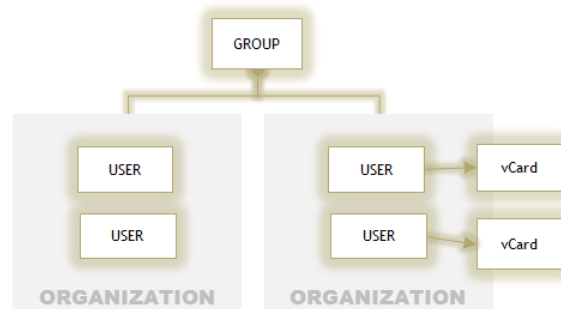 GROUP
USER
USER
vCard
USER
USER
vCard
ORGANIZATION
ORGANIZATION